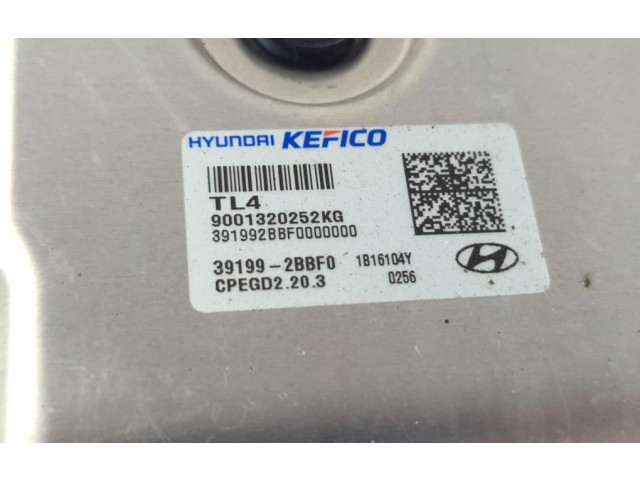 HYUNDAI KEFICO
TL4
9001320252KG
391992BBF0000000
39199-2BBF0 1B16104Y
CPEGD2.20.3 0256